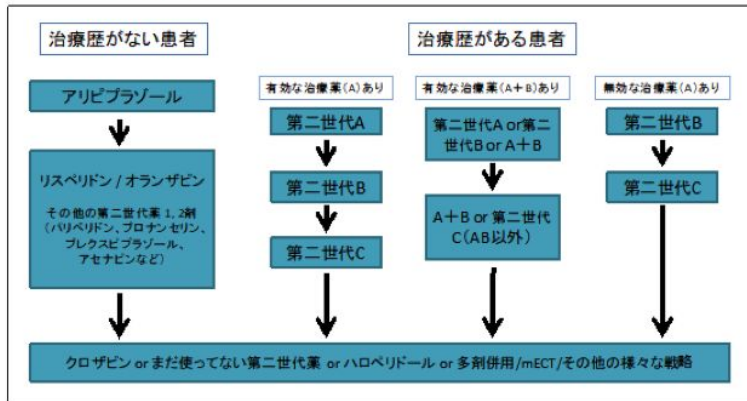 治療歴がない患者
治療歴がある患者
アリピプラゾール
リスペリドン / オランザピン
その他の第二世代薬 1, 2剤
(パリペリドン、ブロナンセリン、
ブレクスピプラゾール、
アセナピンなど)
有効な治療薬(A)あり
第二世代A
第二世代B
第二世代C
有効な治療薬(A+B)あり
第二世代A or第二
世代B or A+B
A+B or 第二世代
C(AB以外)
無効な治療薬(A)あり
第二世代B
第二世代C
クロザピン or まだ使ってない第二世代薬 or ハロペリドール or 多剤併用/mECT/その他の様々な戦略